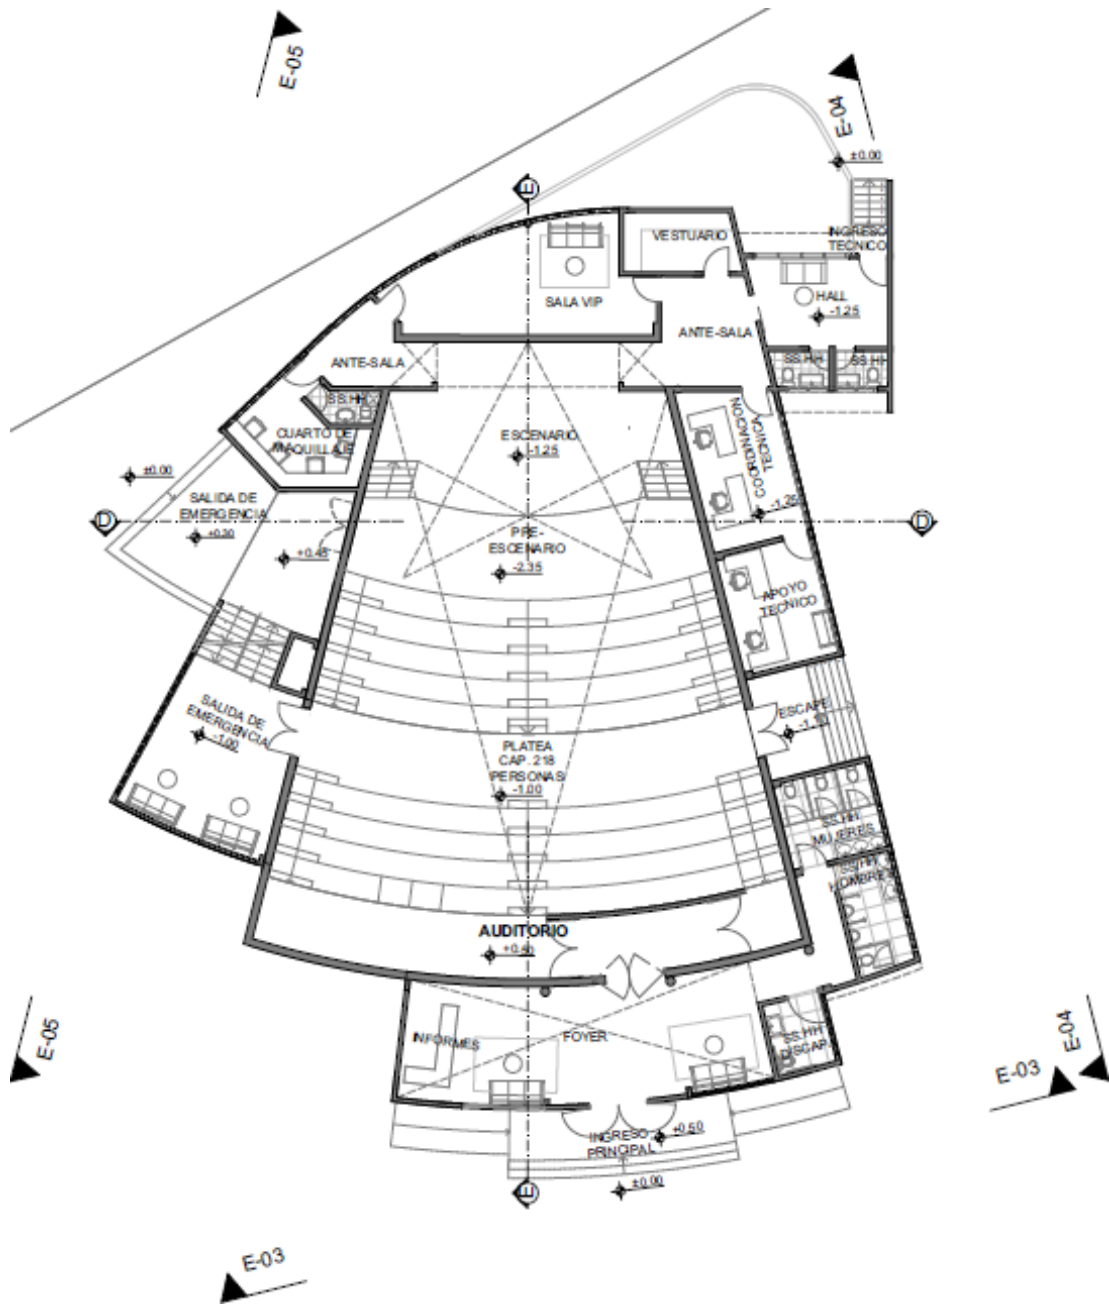 E-05
E-04
±0.00
E
VESTUARIO
INGRESO
TECNICO
SALA VIP
HALL
-1.25
ANTE-SALA
ANTE-SALA
SS.HH
SS.HH
SS.HH
CUARTO DE
MAQUILLAJE
ESCENARIO
-1.25
COORDINACION
TECNICA
-1.25
±0.00
SALIDA DE
EMERGENCIA
+0.30
D
D
+0.45
PRE-
ESCENARIO
-2.35
APOYO
TECNICO
SALIDA DE
EMERGENCIA
-1.00
ESCAPE
-1.10
PLATEA
CAP. 218
PERSONAS
-1.00
SS.HH
MUJERES
SS.HH
HOMBRES
AUDITORIO
+0.45
INFORMES
FOYER
SS.HH
DISCAP.
E-05
E-04
E-03
INGRESO
PRINCIPAL
+0.50
E
±0.00
E-03